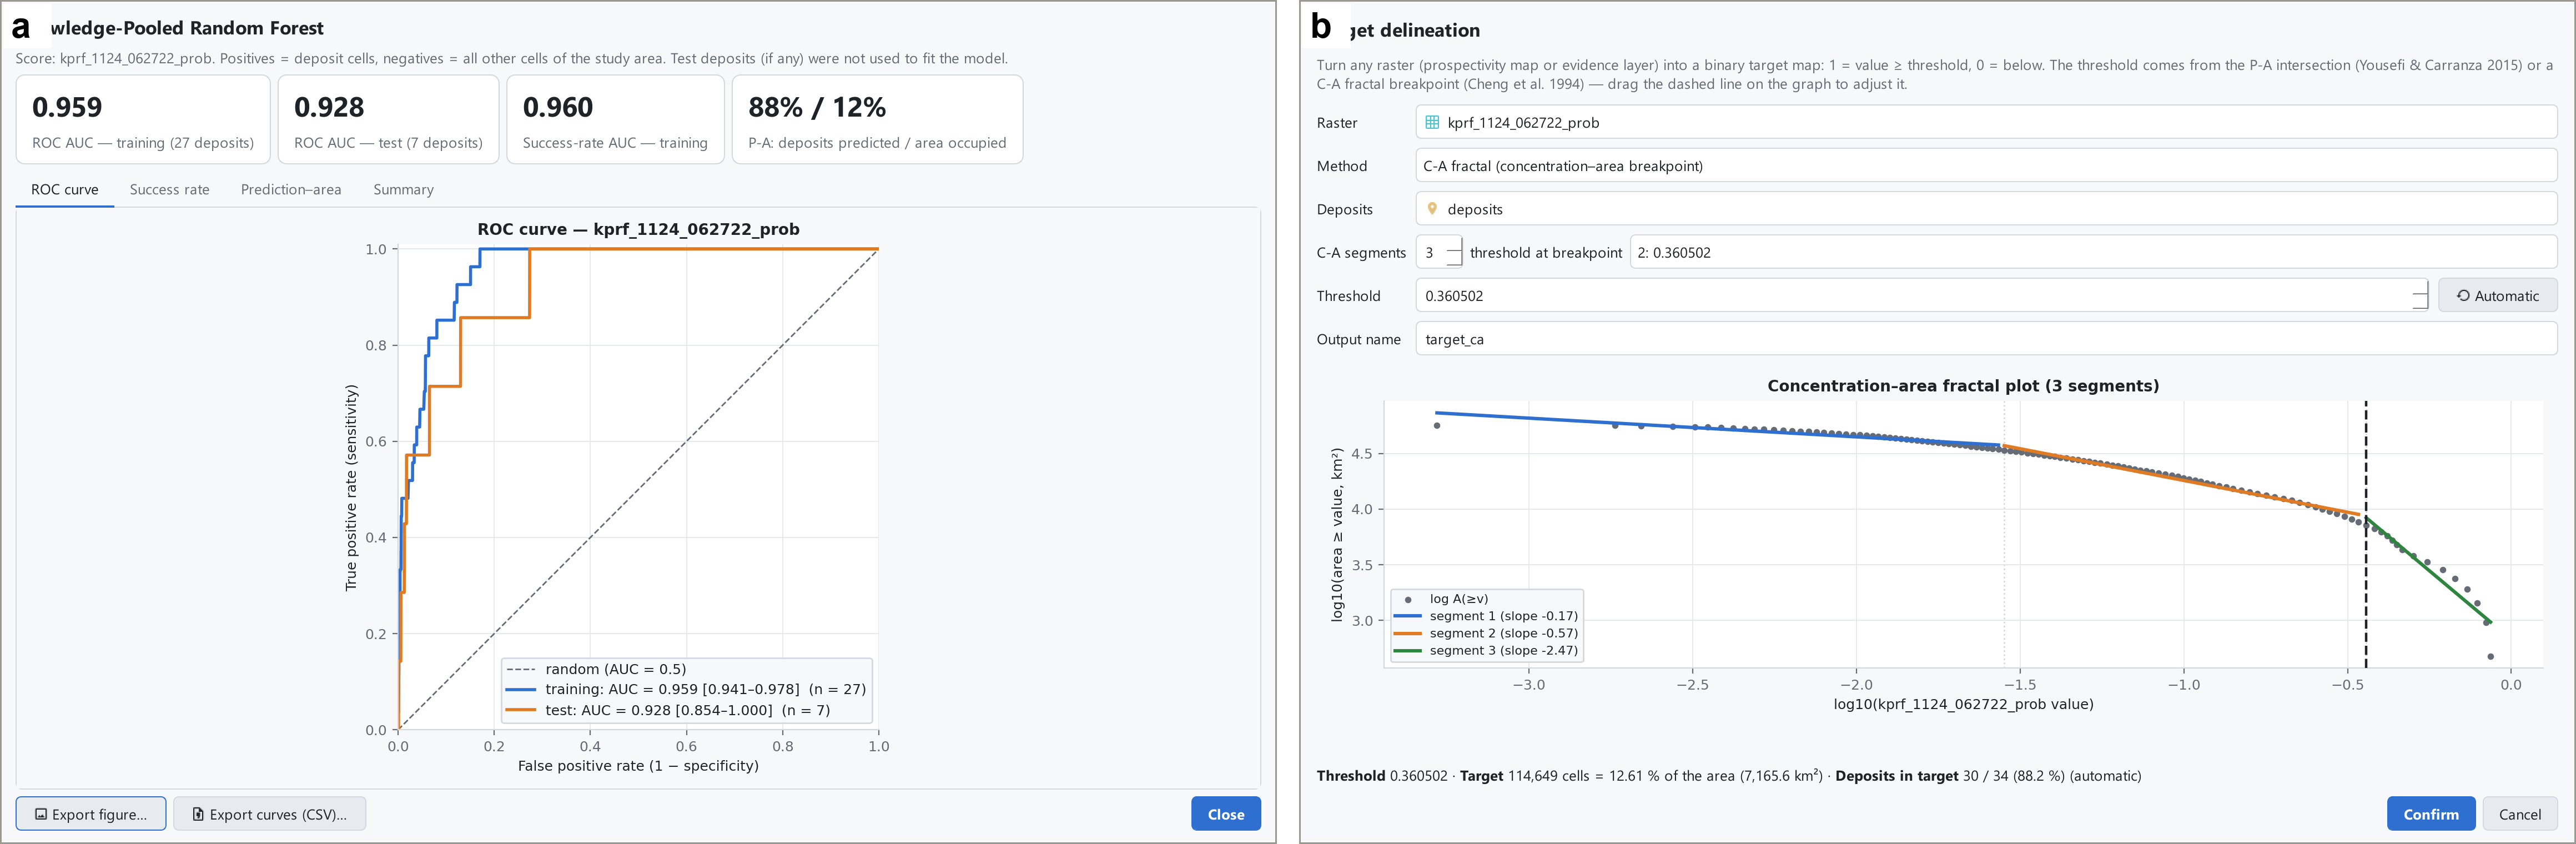 a
wledge-Pooled Random Forest
Score: kprf_1124_062722_prob. Positives = deposit cells, negatives = all other cells of the study area. Test deposits (if any) were not used to fit the model.
0.959
ROC AUC — training (27 deposits)
0.928
ROC AUC — test (7 deposits)
0.960
Success-rate AUC — training
88% / 12%
P-A: deposits predicted / area occupied
ROC curve Success rate Prediction–area Summary
ROC curve — kprf_1124_062722_prob
1.0
0.8
0.6
0.4
0.2
0.0
True positive rate (sensitivity)
random (AUC = 0.5)
training: AUC = 0.959 [0.941–0.978] (n = 27)
test: AUC = 0.928 [0.854–1.000] (n = 7)
0.0 0.2 0.4 0.6 0.8 1.0
False positive rate (1 − specificity)
Export figure... Export curves (CSV)... Close
b
get delineation
Turn any raster (prospectivity map or evidence layer) into a binary target map: 1 = value ≥ threshold, 0 = below. The threshold comes from the P-A intersection (Yousefi & Carranza 2015) or a
C-A fractal breakpoint (Cheng et al. 1994) — drag the dashed line on the graph to adjust it.
Raster kprf_1124_062722_prob
Method C-A fractal (concentration–area breakpoint)
Deposits deposits
C-A segments 3 threshold at breakpoint 2: 0.360502
Threshold 0.360502 Automatic
Output name target_ca
Concentration–area fractal plot (3 segments)
4.5
4.0
3.5
3.0
log10(area ≥ value, km²)
log A(≥v)
segment 1 (slope -0.17)
segment 2 (slope -0.57)
segment 3 (slope -2.47)
−3.0 −2.5 −2.0 −1.5 −1.0 −0.5 0.0
log10(kprf_1124_062722_prob value)
Threshold 0.360502 · Target 114,649 cells = 12.61 % of the area (7,165.6 km²) · Deposits in target 30 / 34 (88.2 %) (automatic)
Confirm Cancel